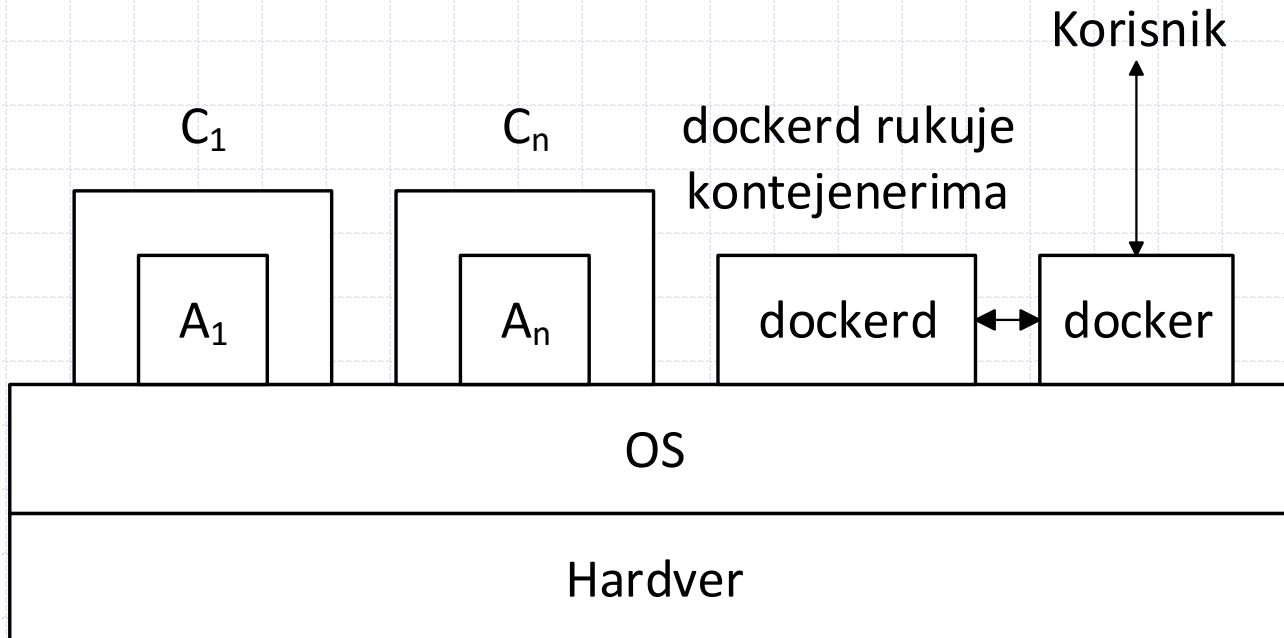 Korisnik
C₁
Cₙ
dockerd rukuje
kontejenerima
A₁
Aₙ
dockerd
docker
OS
Hardver